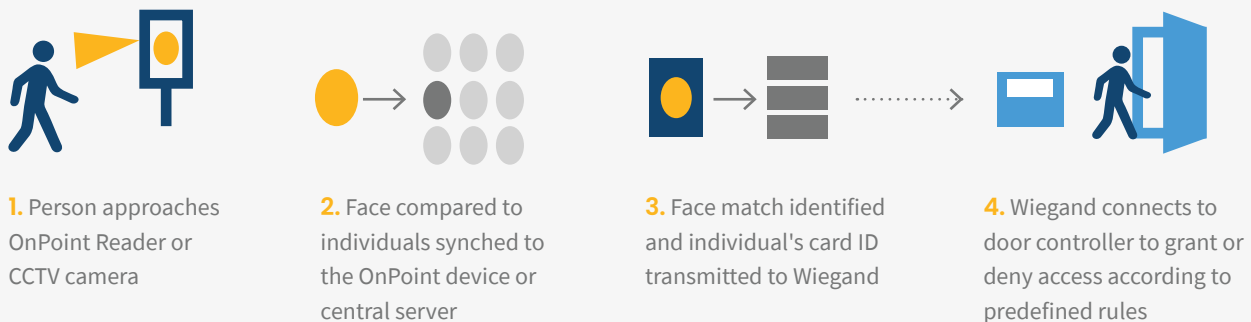 1. Person approaches
OnPoint Reader or
CCTV camera
2. Face compared to
individuals synched to
the OnPoint device or
central server
3. Face match identified
and individual's card ID
transmitted to Wiegand
4. Wiegand connects to
door controller to grant or
deny access according to
predefined rules